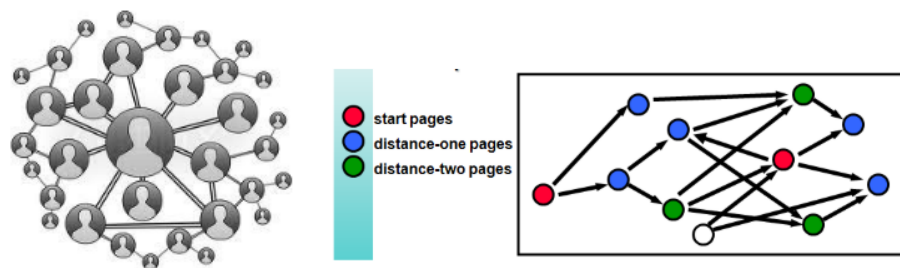 start pages
distance-one pages
distance-two pages